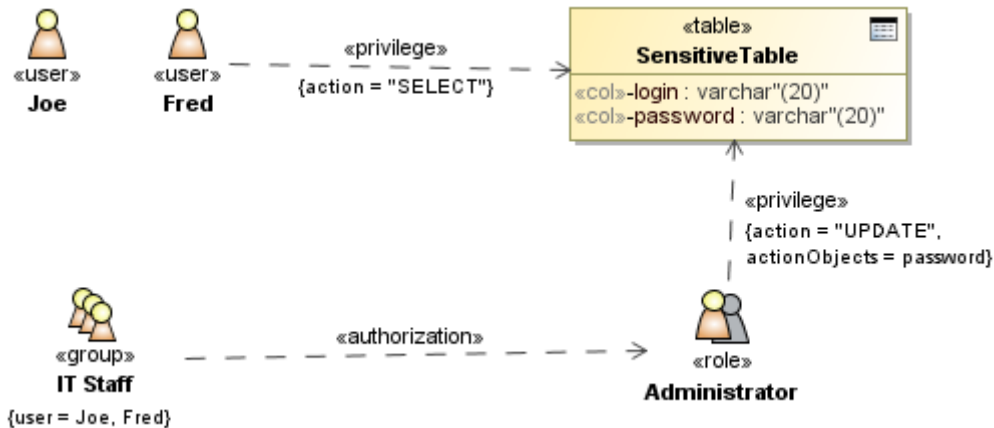 «user»
Joe
«user»
Fred
«privilege»
{action = "SELECT"}
«table»
SensitiveTable
«col»-login : varchar"(20)"
«col»-password : varchar"(20)"
«privilege»
{action = "UPDATE",
actionObjects = password}
«group»
IT Staff
{user = Joe, Fred}
«authorization»
«role»
Administrator